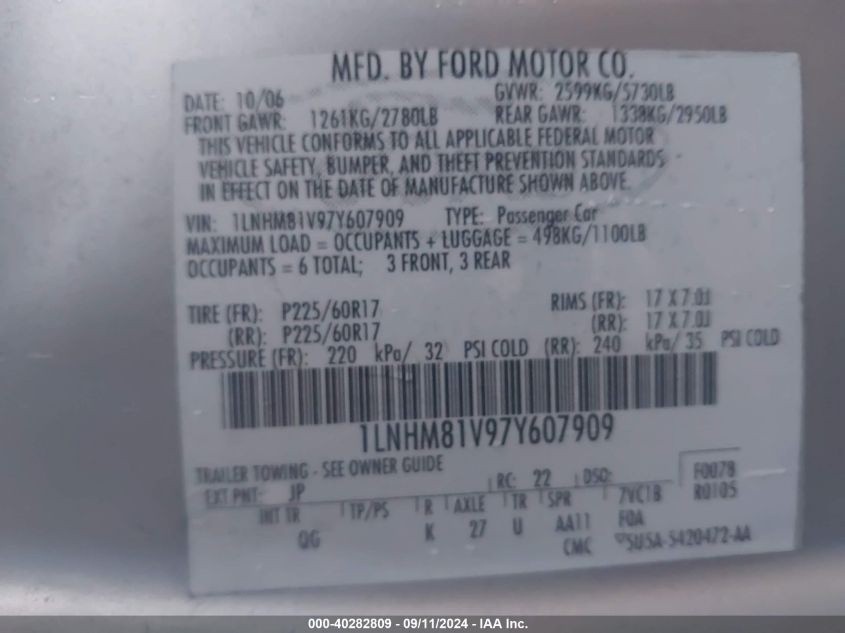 MFD. BY FORD MOTOR CO.
DATE: 10/06 GVWR: 2599KG/5730LB
FRONT GAWR: 1261KG/2780LB REAR GAWR: 1338KG/2950LB
THIS VEHICLE CONFORMS TO ALL APPLICABLE FEDERAL MOTOR
VEHICLE SAFETY, BUMPER, AND THEFT PREVENTION STANDARDS
IN EFFECT ON THE DATE OF MANUFACTURE SHOWN ABOVE.
VIN: 1LNHM81V97Y607909 TYPE: Passenger Car
MAXIMUM LOAD = OCCUPANTS + LUGGAGE = 498KG/1100LB
OCCUPANTS = 6 TOTAL; 3 FRONT, 3 REAR
TIRE (FR): P225/60R17 RIMS (FR): 17 X 7.0J
(RR): P225/60R17 (RR): 17 X 7.0J
PRESSURE (FR): 220 kPa/ 32 PSI COLD (RR): 240 kPa/ 35 PSI COLD
1LNHM81V97Y607909
TRAILER TOWING - SEE OWNER GUIDE F0078
EXT PNT: JP RC: 22 DSO: R0105
INT TR TP/PS R AXLE TR SPR 7VC1B
QG K 27 U AA11 F0A
CMC 5U5A-5420472-AA
000-40282809 - 09/11/2024 - IAA Inc.